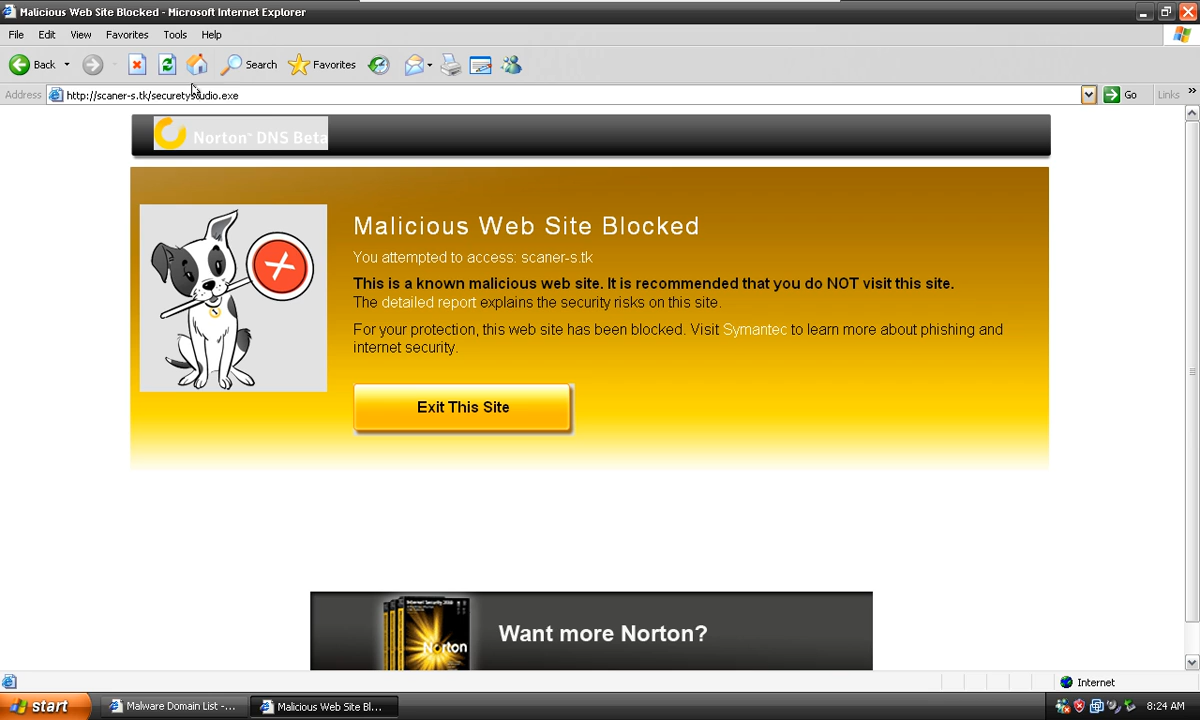 Malicious Web Site Blocked - Microsoft Internet Explorer
File Edit View Favorites Tools Help
Back Search Favorites
Address http://scaner-s.tk/securetystudio.exe Go Links »
Norton™ DNS Beta
Malicious Web Site Blocked
You attempted to access: scaner-s.tk
This is a known malicious web site. It is recommended that you do NOT visit this site.
The detailed report explains the security risks on this site.
For your protection, this web site has been blocked. Visit Symantec to learn more about phishing and
internet security.
Exit This Site
Internet Security 2010
Norton
Want more Norton?
Internet
start Malware Domain List -... Malicious Web Site Bl... 8:24 AM